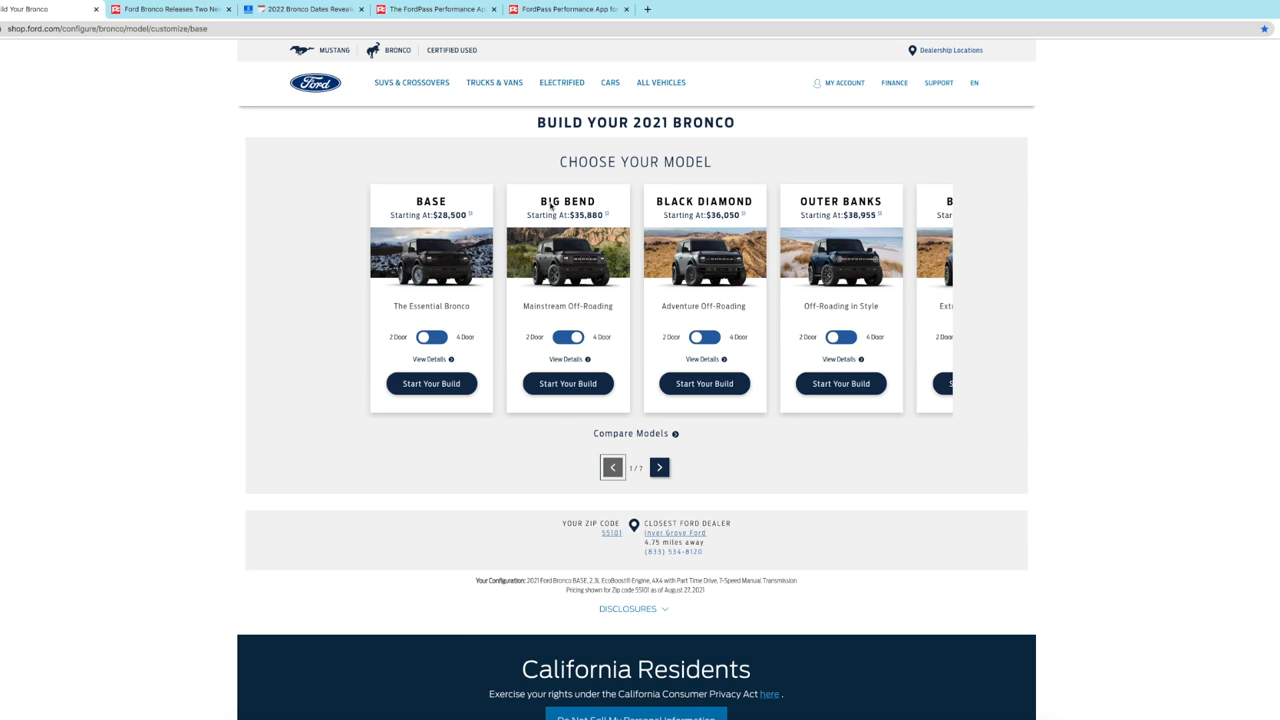 ld Your Bronco
Ford Bronco Releases Two Ne
2022 Bronco Dates Reveal
The FordPass Performance Ap
FordPass Performance App fo
shop.ford.com/configure/bronco/model/customize/base
MUSTANG
BRONCO
CERTIFIED USED
Dealership Locations
Ford
SUVS & CROSSOVERS
TRUCKS & VANS
ELECTRIFIED
CARS
ALL VEHICLES
MY ACCOUNT
FINANCE
SUPPORT
EN
BUILD YOUR 2021 BRONCO
CHOOSE YOUR MODEL
BASE
Starting At:$28,500
The Essential Bronco
2 Door
4 Door
View Details
Start Your Build
BIG BEND
Starting At:$35,880
Mainstream Off-Roading
2 Door
4 Door
View Details
Start Your Build
BLACK DIAMOND
Starting At:$36,050
Adventure Off-Roading
2 Door
4 Door
View Details
Start Your Build
OUTER BANKS
Starting At:$38,955
Off-Roading in Style
2 Door
4 Door
View Details
Start Your Build
B
Star
Ext
2 Doo
S
Compare Models
1 / 7
YOUR ZIP CODE
55101
CLOSEST FORD DEALER
Inver Grove Ford
4.75 miles away
(833) 534-8120
Your Configuration: 2021 Ford Bronco BASE, 2.3L EcoBoost® Engine, 4X4 with Part Time Drive, 7-Speed Manual Transmission
Pricing shown for Zip code 55101 as of August 27, 2021
DISCLOSURES
California Residents
Exercise your rights under the California Consumer Privacy Act here .
Do Not Sell My Personal Information